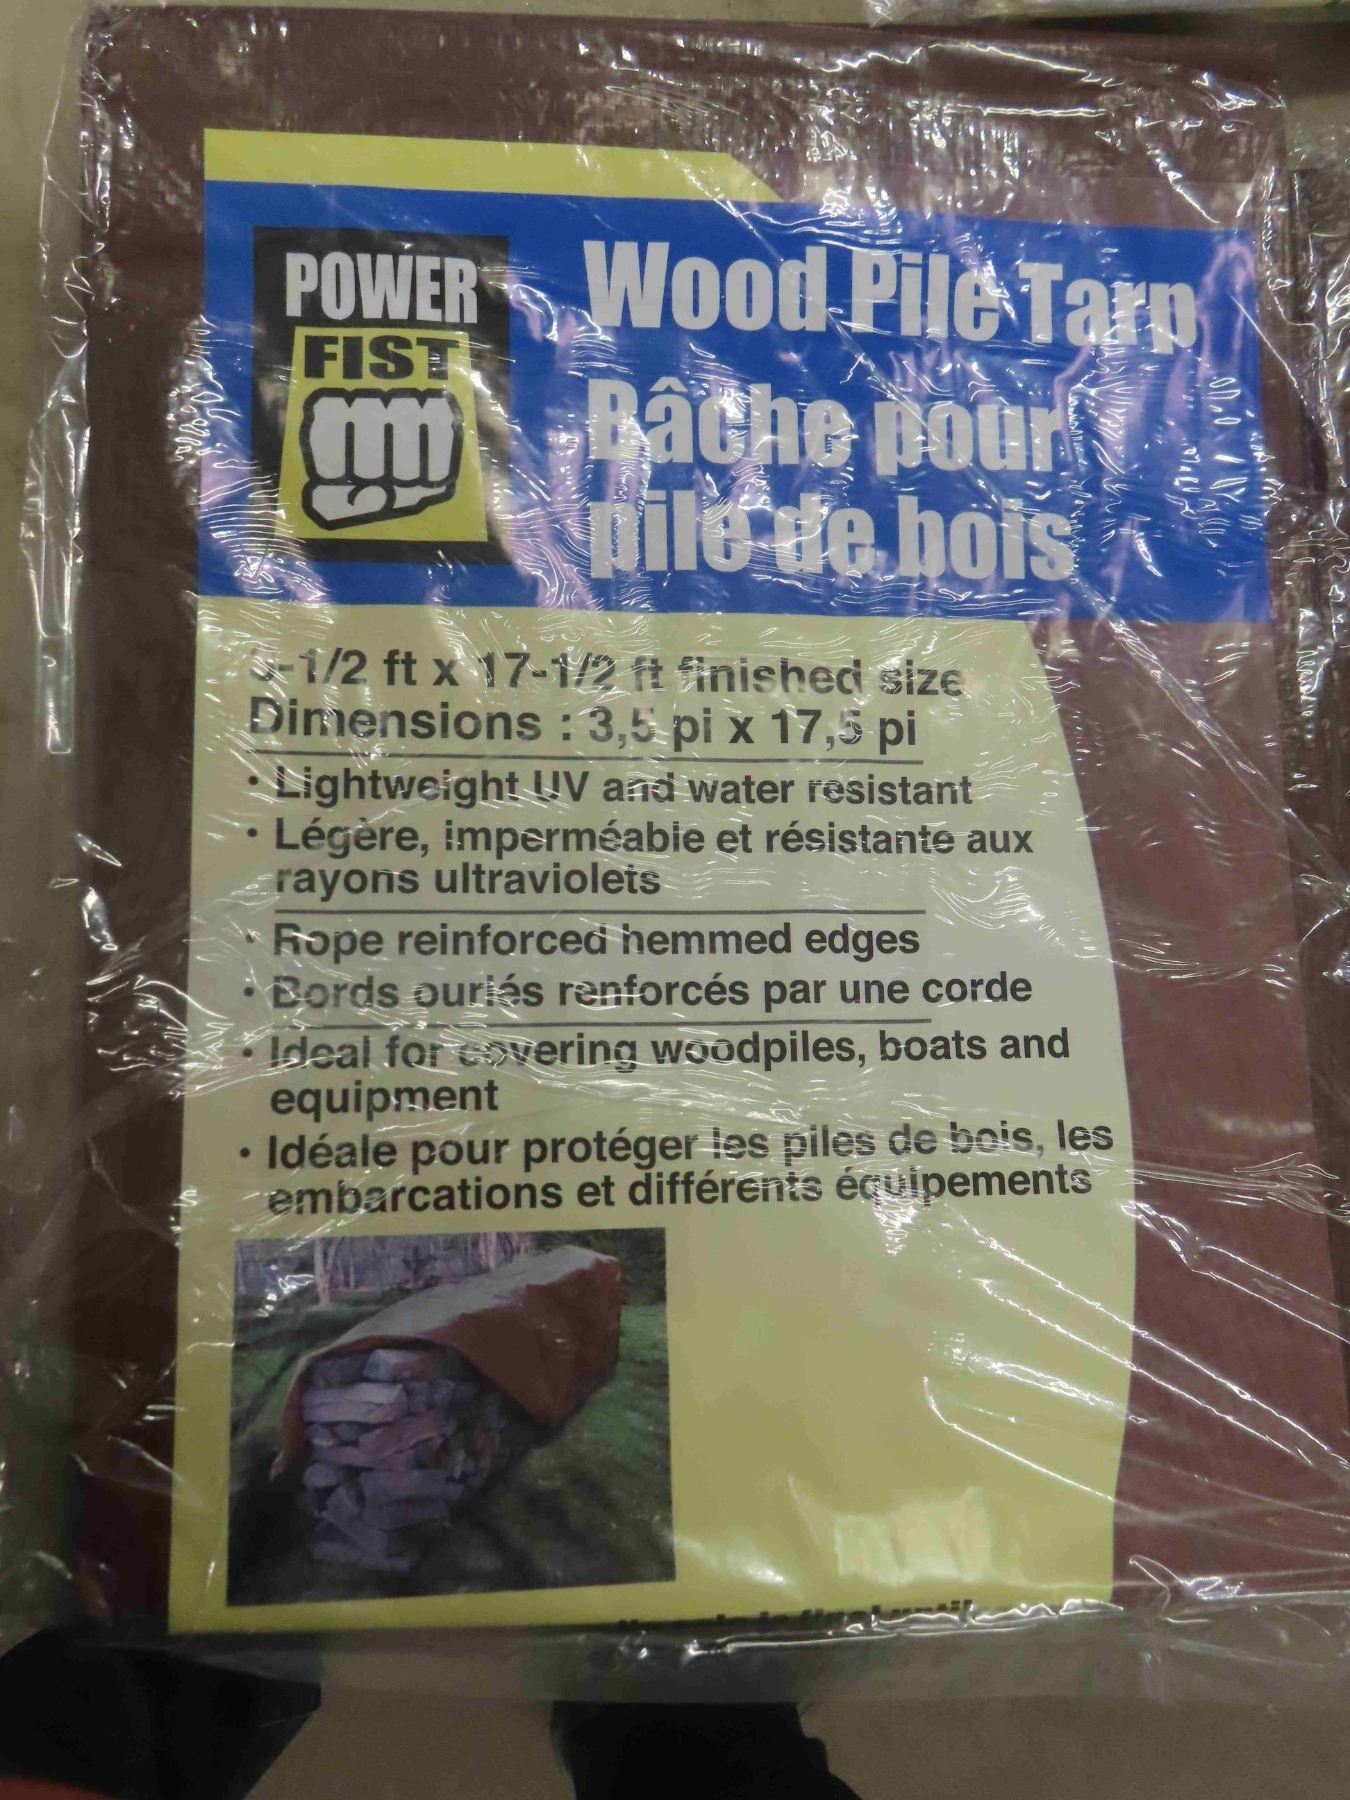 POWER
FIST
Wood Pile Tarp
Bâche pour
pile de bois
-1/2 ft x 17-1/2 ft finished size
Dimensions : 3,5 pi x 17,5 pi
• Lightweight UV and water resistant
• Légère, imperméable et résistante aux
rayons ultraviolets
• Rope reinforced hemmed edges
• Bords ourlés renforcés par une corde
• Ideal for covering woodpiles, boats and
equipment
• Idéale pour protéger les piles de bois, les
embarcations et différents équipements